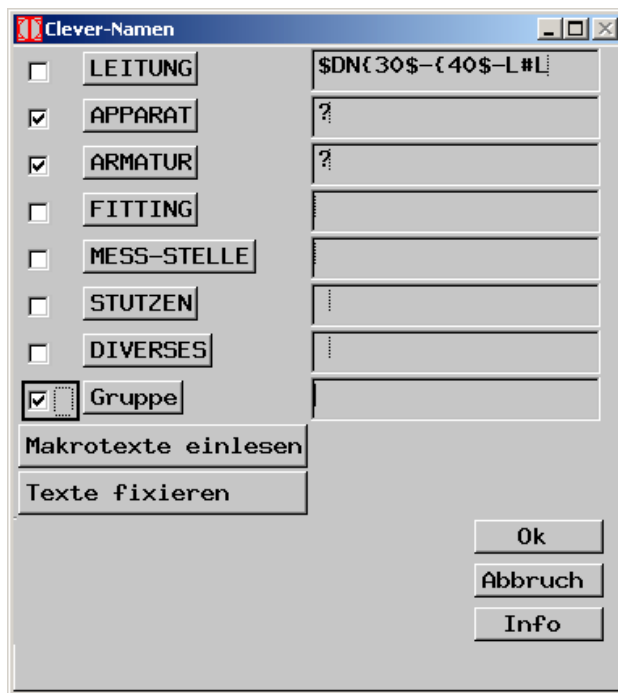 Clever-Namen
LEITUNG $DN{30$-{40$-L#L
APPARAT ?
ARMATUR ?
FITTING
MESS-STELLE
STUTZEN
DIVERSES
Gruppe
Makrotexte einlesen
Texte fixieren
Ok
Abbruch
Info